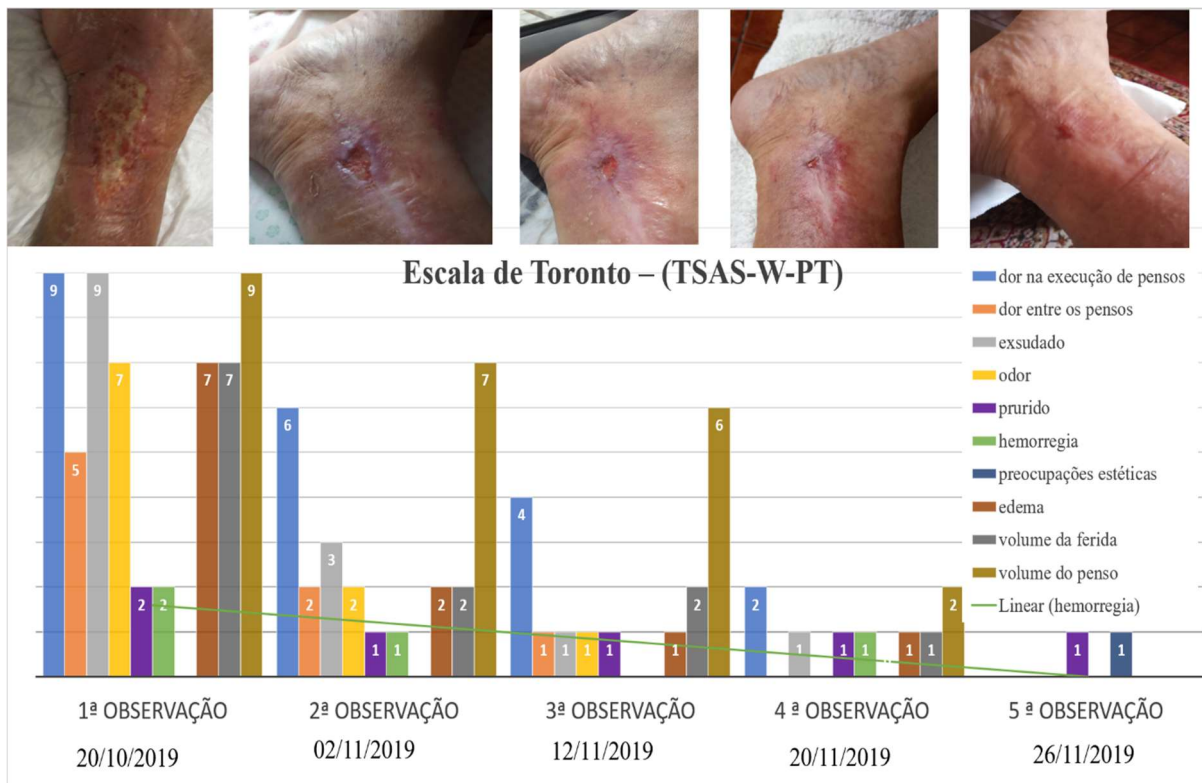 Escala de Toronto – (TSAS-W-PT)
dor na execução de pensos
dor entre os pensos
exsudado
odor
prurido
hemorregia
preocupações estéticas
edema
volume da ferida
volume do penso
Linear (hemorregia)
9 5 9 7 2 2 7 7 9
6 2 3 2 1 1 2 2 7
4 1 1 1 1 1 2 6
2 1 1 1 1 1 2
1 1
1ª OBSERVAÇÃO
20/10/2019
2ª OBSERVAÇÃO
02/11/2019
3ª OBSERVAÇÃO
12/11/2019
4 ª OBSERVAÇÃO
20/11/2019
5 ª OBSERVAÇÃO
26/11/2019